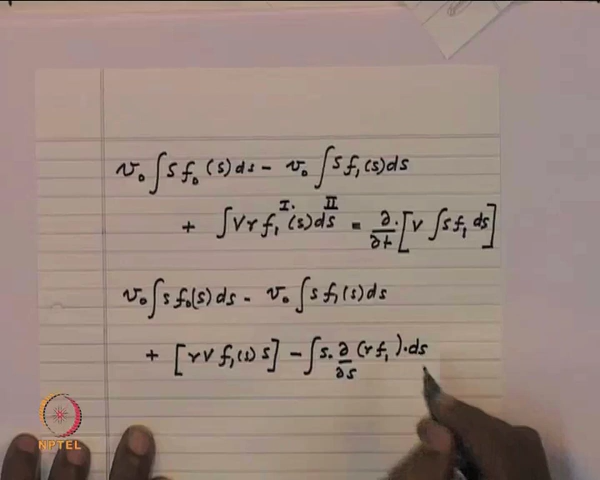 v₀ ∫ s f₀ (s) ds − v₀ ∫ s f₁ (s) ds
I. II
+ ∫ V r f₁ (s) ds = ∂/∂t [ V ∫ s f₁ ds ]
v₀ ∫ s f₀(s) ds − v₀ ∫ s f₁(s) ds
+ [ r V f₁(s) s ] − ∫ s. ∂/∂s (r f₁) . ds
NPTEL